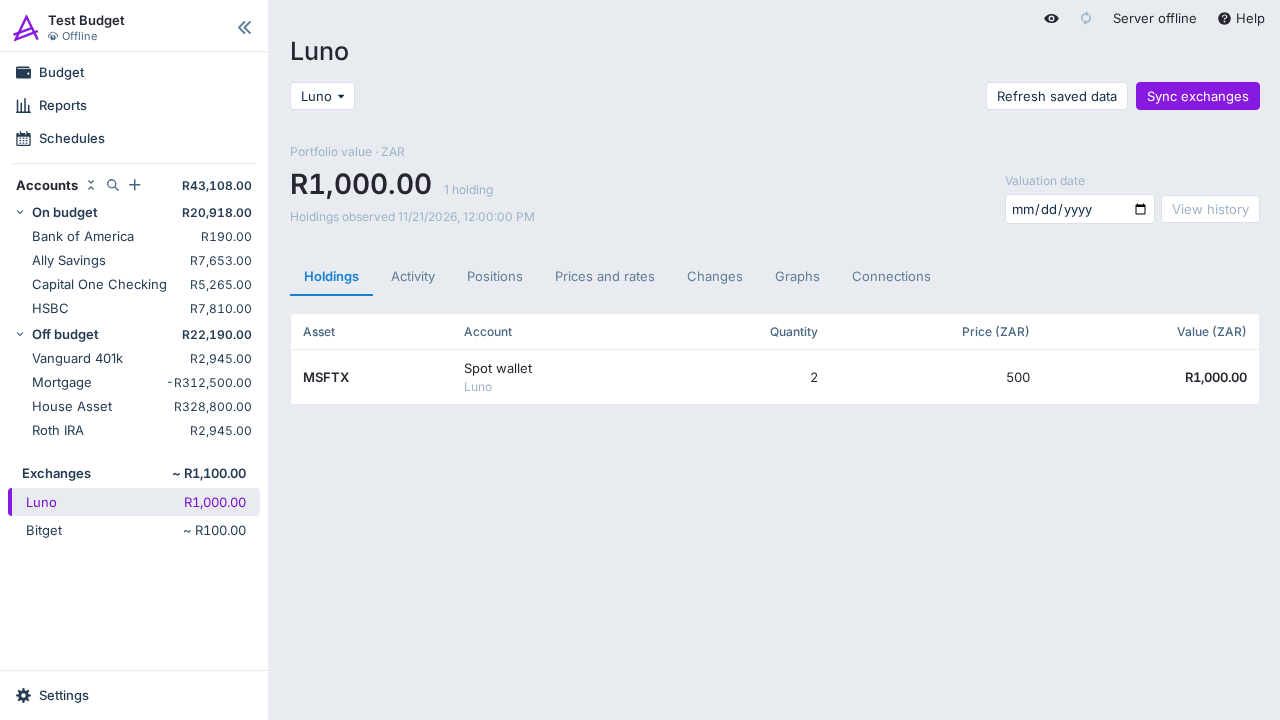 Test Budget
Offline
Server offline
Help
Budget
Reports
Schedules
Accounts R43,108.00
On budget R20,918.00
Bank of America R190.00
Ally Savings R7,653.00
Capital One Checking R5,265.00
HSBC R7,810.00
Off budget R22,190.00
Vanguard 401k R2,945.00
Mortgage -R312,500.00
House Asset R328,800.00
Roth IRA R2,945.00
Exchanges ~ R1,100.00
Luno R1,000.00
Bitget ~ R100.00
Settings
Luno
Luno
Refresh saved data
Sync exchanges
Portfolio value · ZAR
R1,000.00 1 holding
Holdings observed 11/21/2026, 12:00:00 PM
Valuation date
mm/dd/yyyy
View history
Holdings Activity Positions Prices and rates Changes Graphs Connections
Asset Account Quantity Price (ZAR) Value (ZAR)
MSFTX Spot wallet 2 500 R1,000.00
Luno